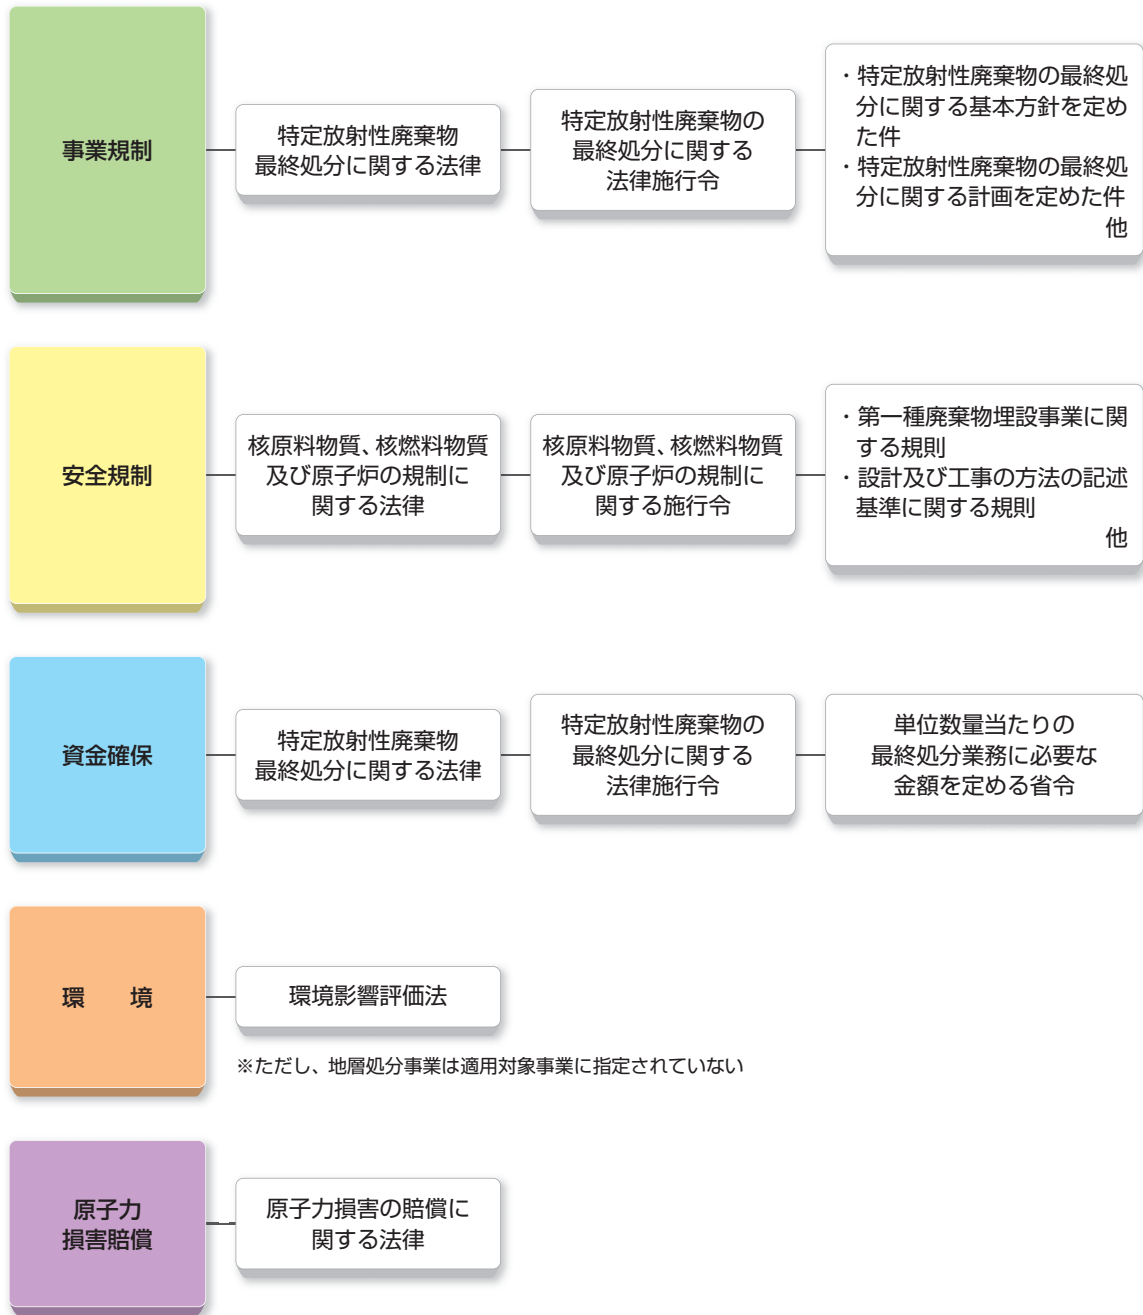 事業規制
特定放射性廃棄物
最終処分に関する法律
特定放射性廃棄物の
最終処分に関する
法律施行令
・特定放射性廃棄物の最終処
分に関する基本方針を定め
た件
・特定放射性廃棄物の最終処
分に関する計画を定めた件
他
安全規制
核原料物質、核燃料物質
及び原子炉の規制に
関する法律
核原料物質、核燃料物質
及び原子炉の規制に
関する施行令
・第一種廃棄物埋設事業に関
する規則
・設計及び工事の方法の記述
基準に関する規則
他
資金確保
特定放射性廃棄物
最終処分に関する法律
特定放射性廃棄物の
最終処分に関する
法律施行令
単位数量当たりの
最終処分業務に必要な
金額を定める省令
環　境
環境影響評価法
※ただし、地層処分事業は適用対象事業に指定されていない
原子力
損害賠償
原子力損害の賠償に
関する法律